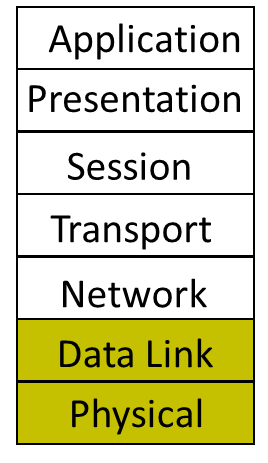 Application
Presentation
Session
Transport
Network
Data Link
Physical